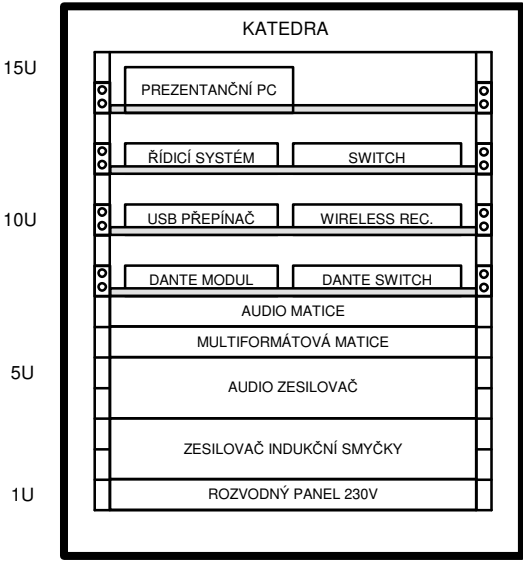 KATEDRA
15U
PREZENTANČNÍ PC
ŘÍDICÍ SYSTÉM SWITCH
10U
USB PŘEPÍNAČ WIRELESS REC.
DANTE MODUL DANTE SWITCH
AUDIO MATICE
MULTIFORMÁTOVÁ MATICE
5U
AUDIO ZESILOVAČ
ZESILOVAČ INDUKČNÍ SMYČKY
1U
ROZVODNÝ PANEL 230V